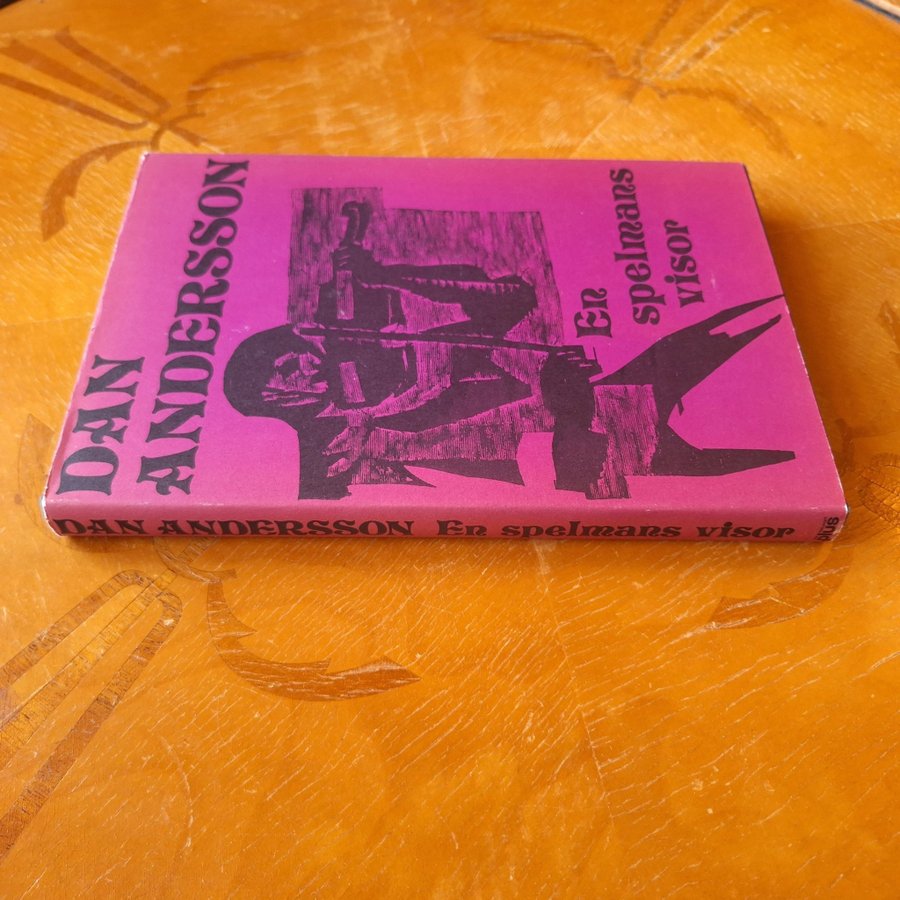 DAN
ANDERSSON
En
spelmans
visor
DAN ANDERSSON En spelmans visor